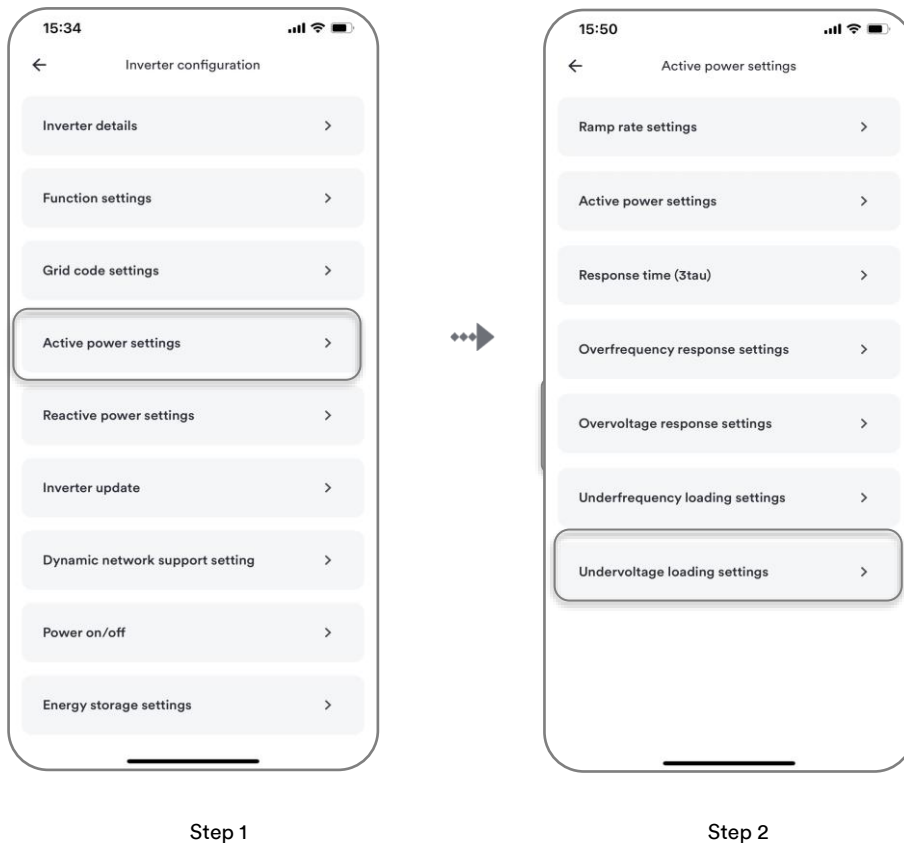 15:34
Inverter configuration
Inverter details
Function settings
Grid code settings
Active power settings
Reactive power settings
Inverter update
Dynamic network support setting
Power on/off
Energy storage settings
Step 1
15:50
Active power settings
Ramp rate settings
Active power settings
Response time (3tau)
Overfrequency response settings
Overvoltage response settings
Underfrequency loading settings
Undervoltage loading settings
Step 2